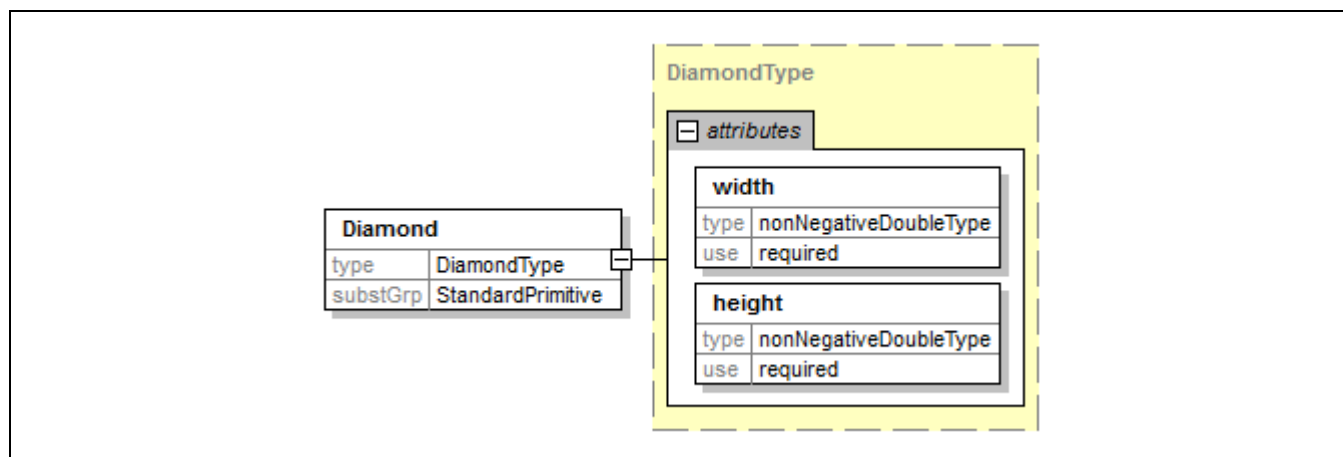 DiamondType
attributes
width
type nonNegativeDoubleType
use required
Diamond
type DiamondType
substGrp StandardPrimitive
height
type nonNegativeDoubleType
use required